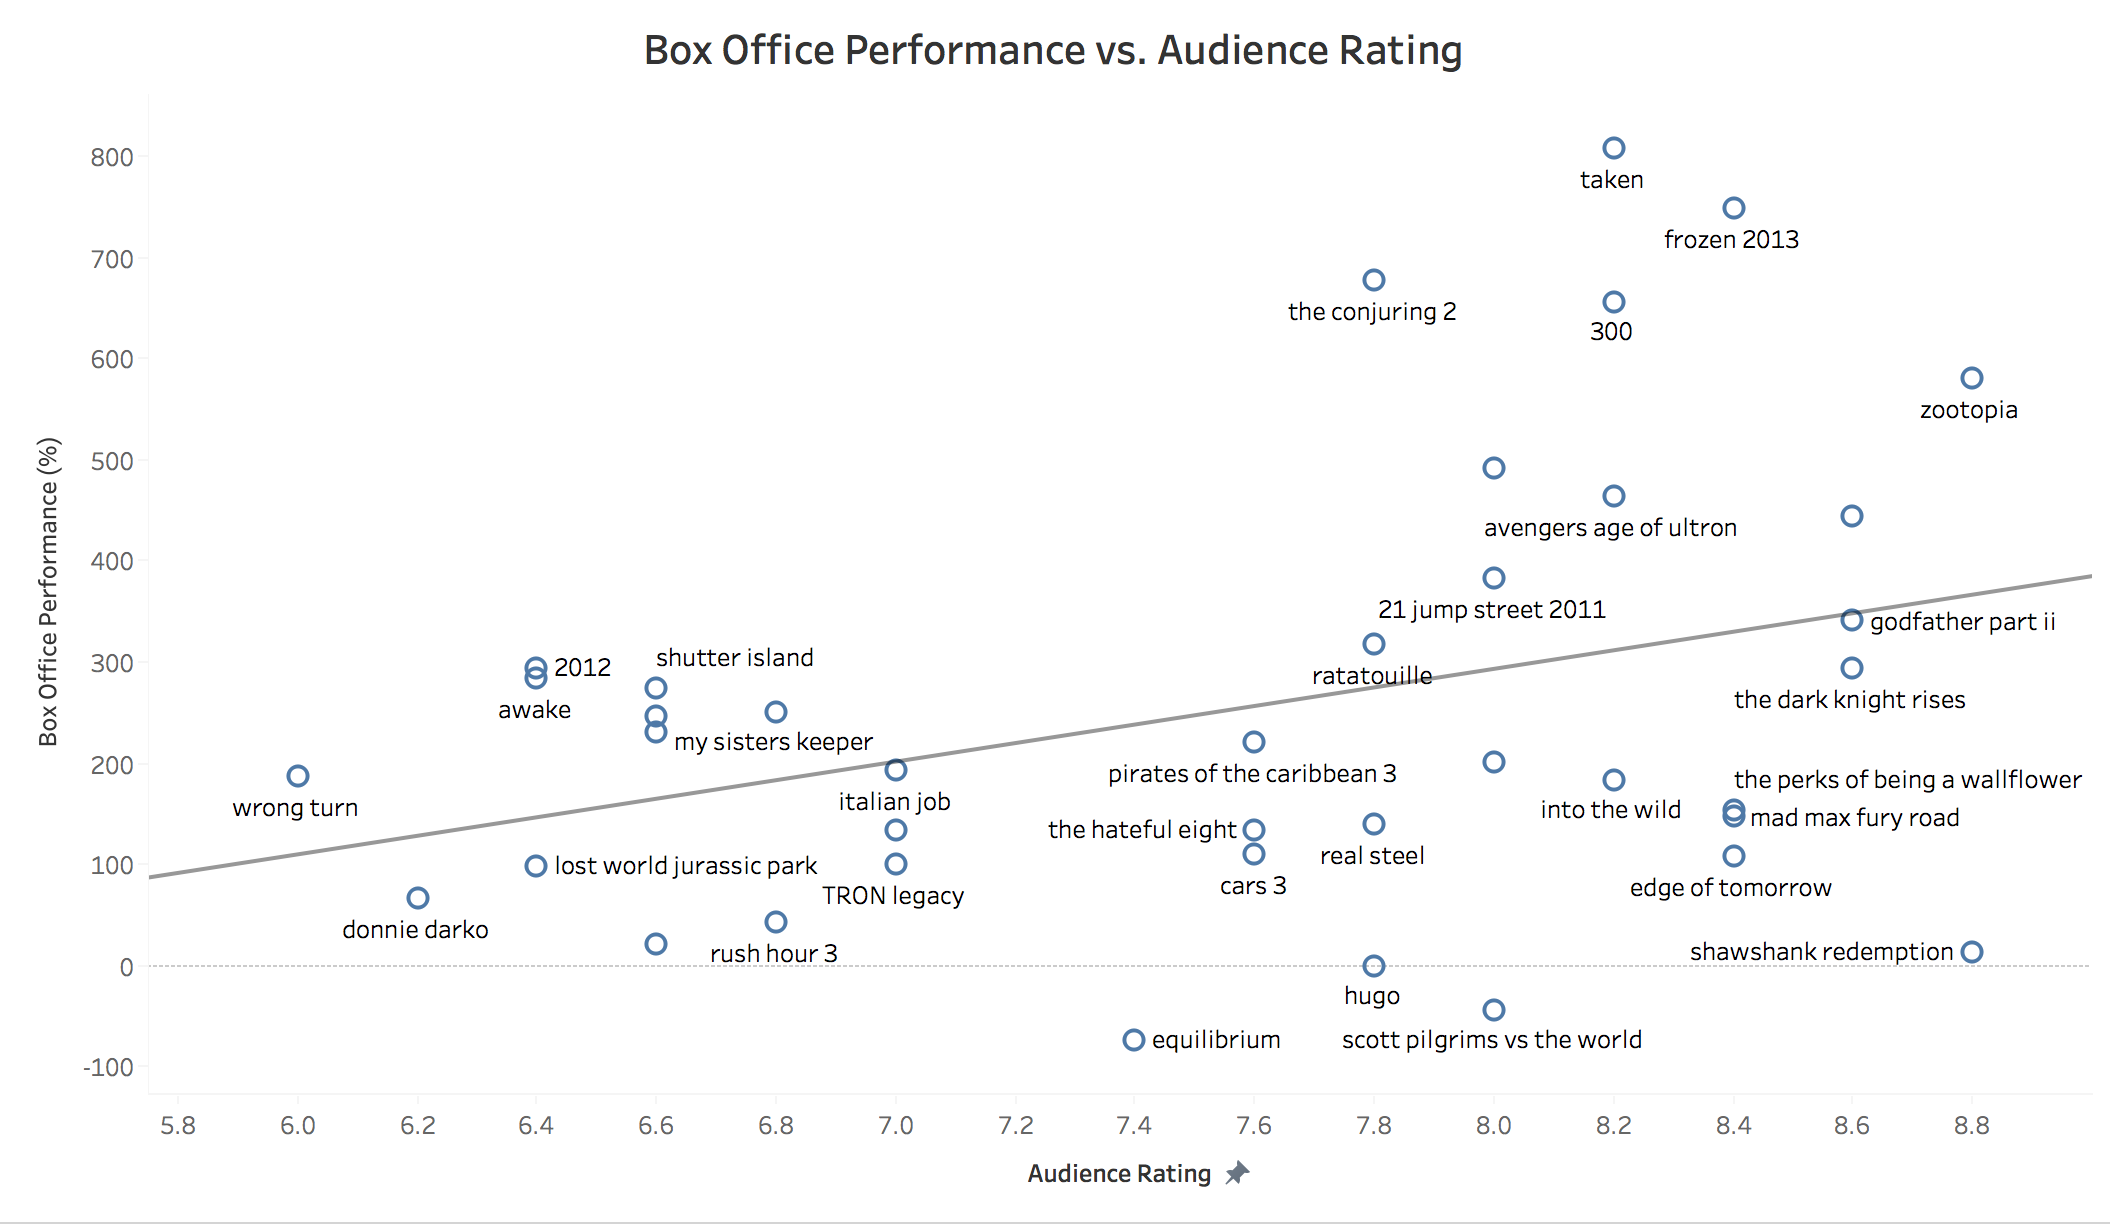 Box Office Performance vs. Audience Rating
Box Office Performance (%)
800
700
600
500
400
300
200
100
0
-100
taken
frozen 2013
the conjuring 2
300
zootopia
avengers age of ultron
21 jump street 2011
godfather part ii
shutter island
2012
ratatouille
the dark knight rises
awake
my sisters keeper
pirates of the caribbean 3
the perks of being a wallflower
wrong turn
italian job
into the wild
mad max fury road
the hateful eight
real steel
lost world jurassic park
cars 3
edge of tomorrow
TRON legacy
donnie darko
rush hour 3
shawshank redemption
hugo
equilibrium
scott pilgrims vs the world
5.8 6.0 6.2 6.4 6.6 6.8 7.0 7.2 7.4 7.6 7.8 8.0 8.2 8.4 8.6 8.8
Audience Rating